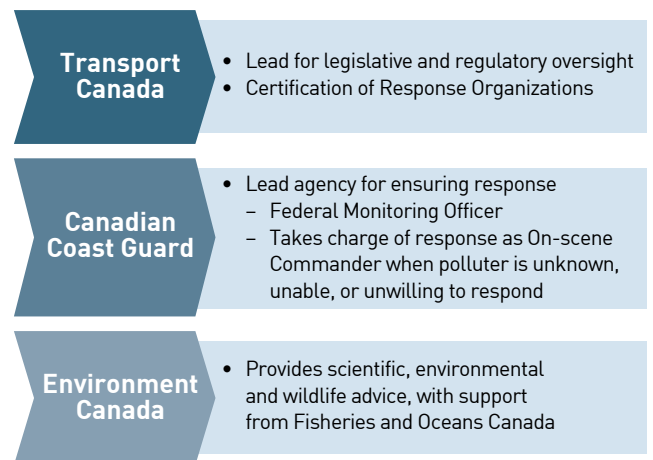 Transport
Canada
• Lead for legislative and regulatory oversight
• Certification of Response Organizations
Canadian
Coast Guard
• Lead agency for ensuring response
– Federal Monitoring Officer
– Takes charge of response as On-scene
Commander when polluter is unknown,
unable, or unwilling to respond
Environment
Canada
• Provides scientific, environmental
and wildlife advice, with support
from Fisheries and Oceans Canada